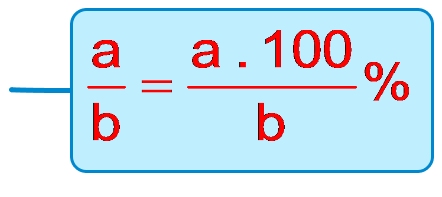 a/b = a . 100/b %